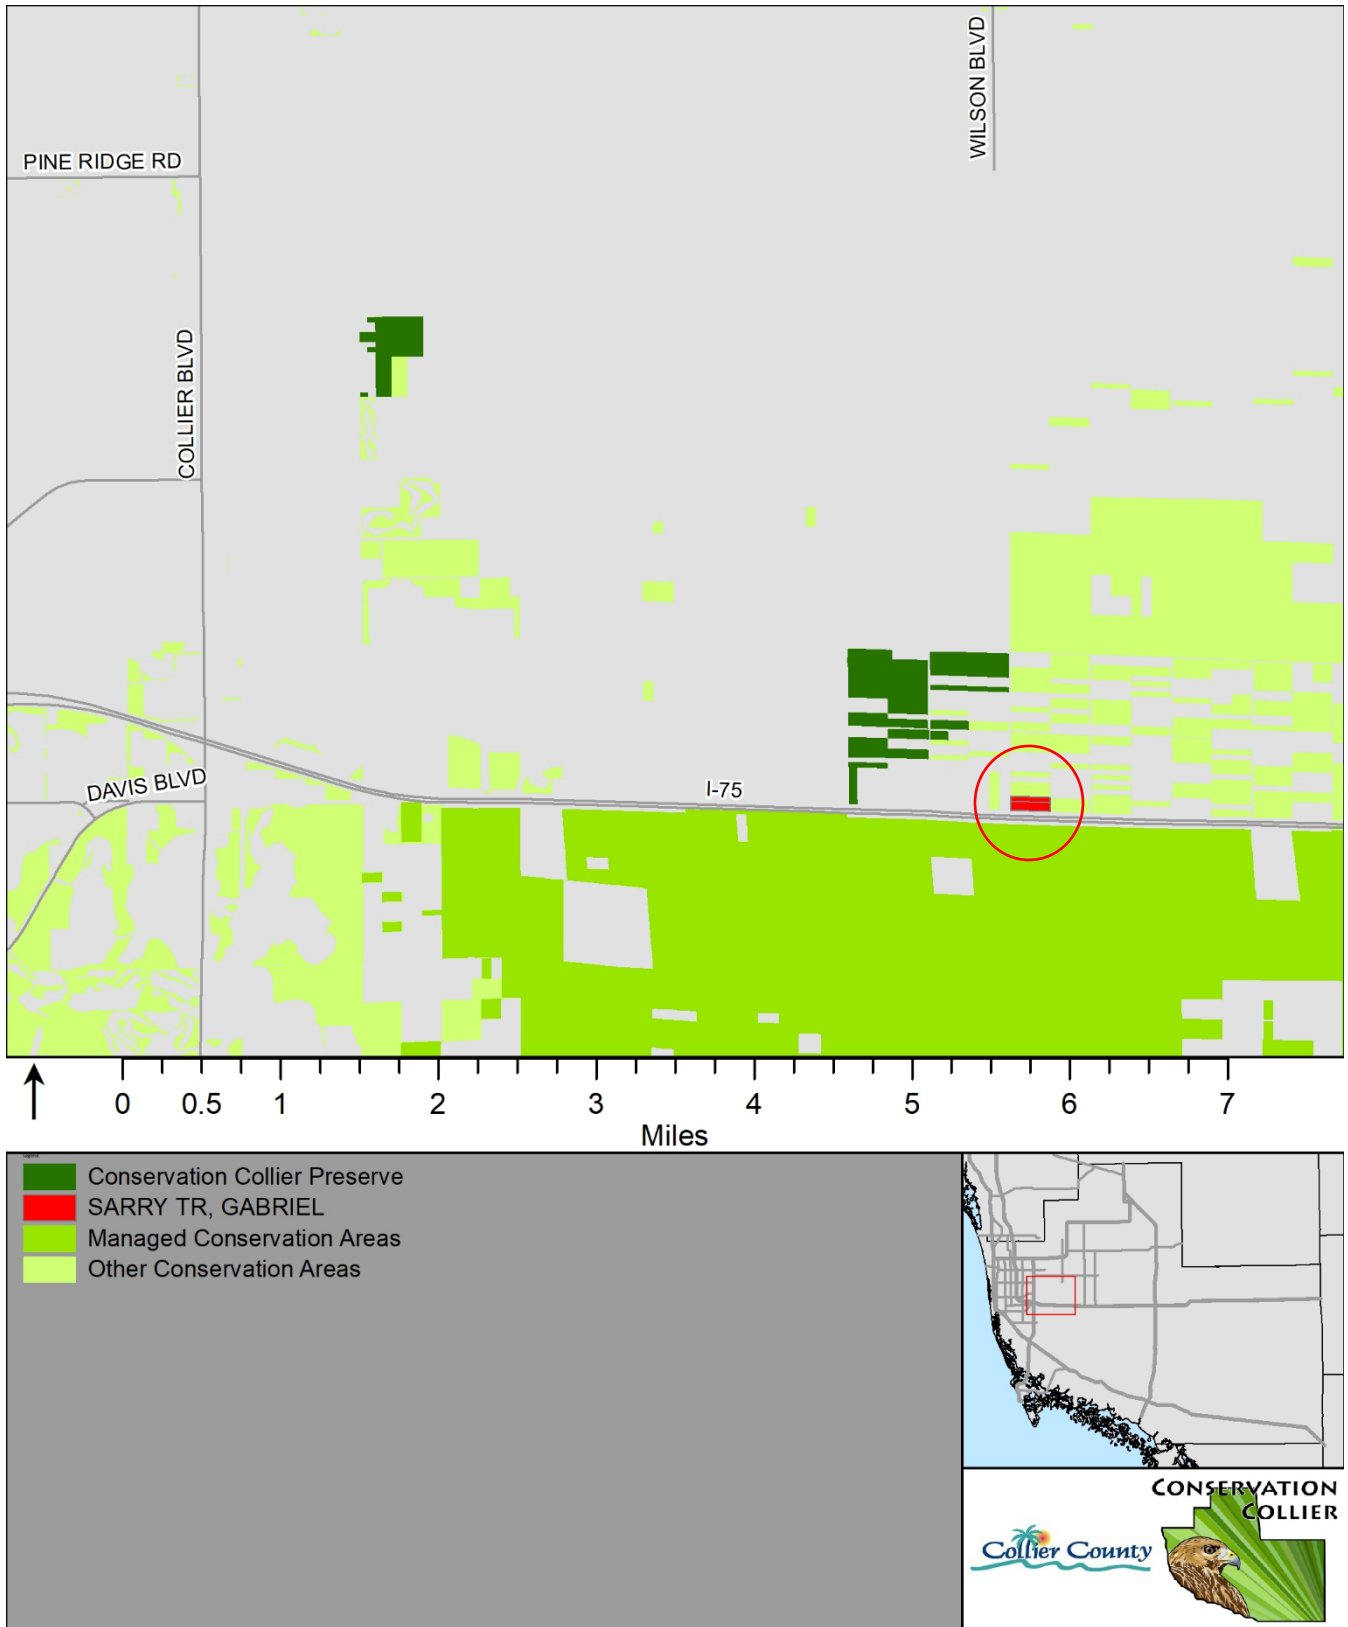 WILSON BLVD
PINE RIDGE RD
COLLIER BLVD
DAVIS BLVD
I-75
0 0.5 1 2 3 4 5 6 7
Miles
Legend
Conservation Collier Preserve
SARRY TR, GABRIEL
Managed Conservation Areas
Other Conservation Areas
CONSERVATION
COLLIER
Collier County